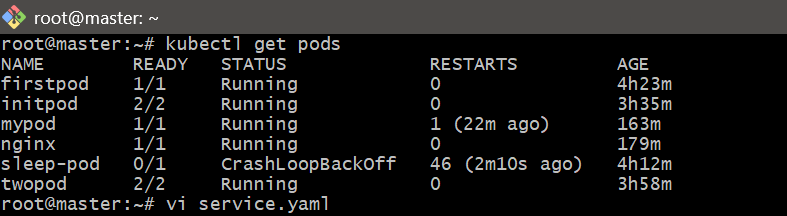 root@master: ~
root@master:~# kubectl get pods
NAME READY STATUS RESTARTS AGE
firstpod 1/1 Running 0 4h23m
initpod 2/2 Running 0 3h35m
mypod 1/1 Running 1 (22m ago) 163m
nginx 1/1 Running 0 179m
sleep-pod 0/1 CrashLoopBackOff 46 (2m10s ago) 4h12m
twopod 2/2 Running 0 3h58m
root@master:~# vi service.yaml